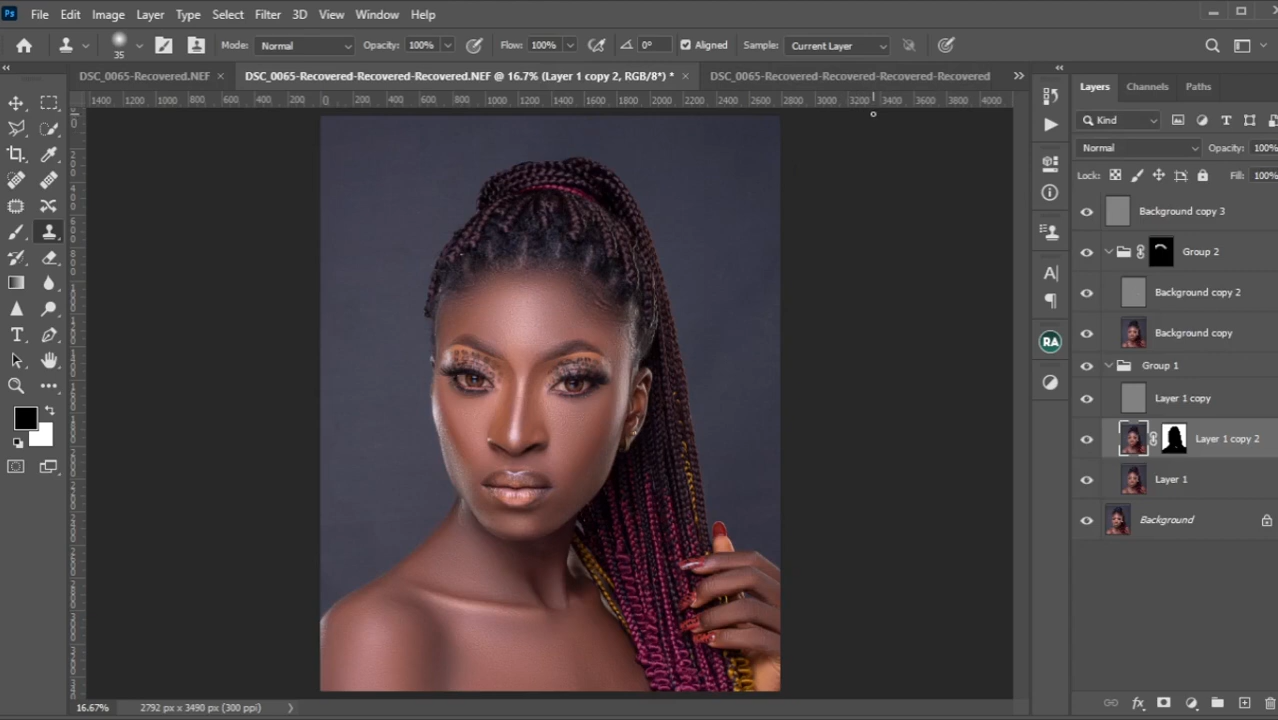 Ps File Edit Image Layer Type Select Filter 3D View Window Help
35 Mode: Normal Opacity: 100% Flow: 100% 0° Aligned Sample: Current Layer
DSC_0065-Recovered.NEF × DSC_0065-Recovered-Recovered-Recovered.NEF @ 16.7% (Layer 1 copy 2, RGB/8*) * × DSC_0065-Recovered-Recovered-Recovered-Recovered
1400 1200 1000 800 600 400 200 0 200 400 600 800 1000 1200 1400 1600 1800 2000 2200 2400 2600 2800 3000 3200 3400 3600 3800 4000
Layers Channels Paths
Kind
Normal Opacity: 100%
Lock: Fill: 100%
Background copy 3
Group 2
Background copy 2
RA Background copy
Group 1
Layer 1 copy
Layer 1 copy 2
Layer 1
Background
16.67% 2792 px x 3490 px (300 ppi)